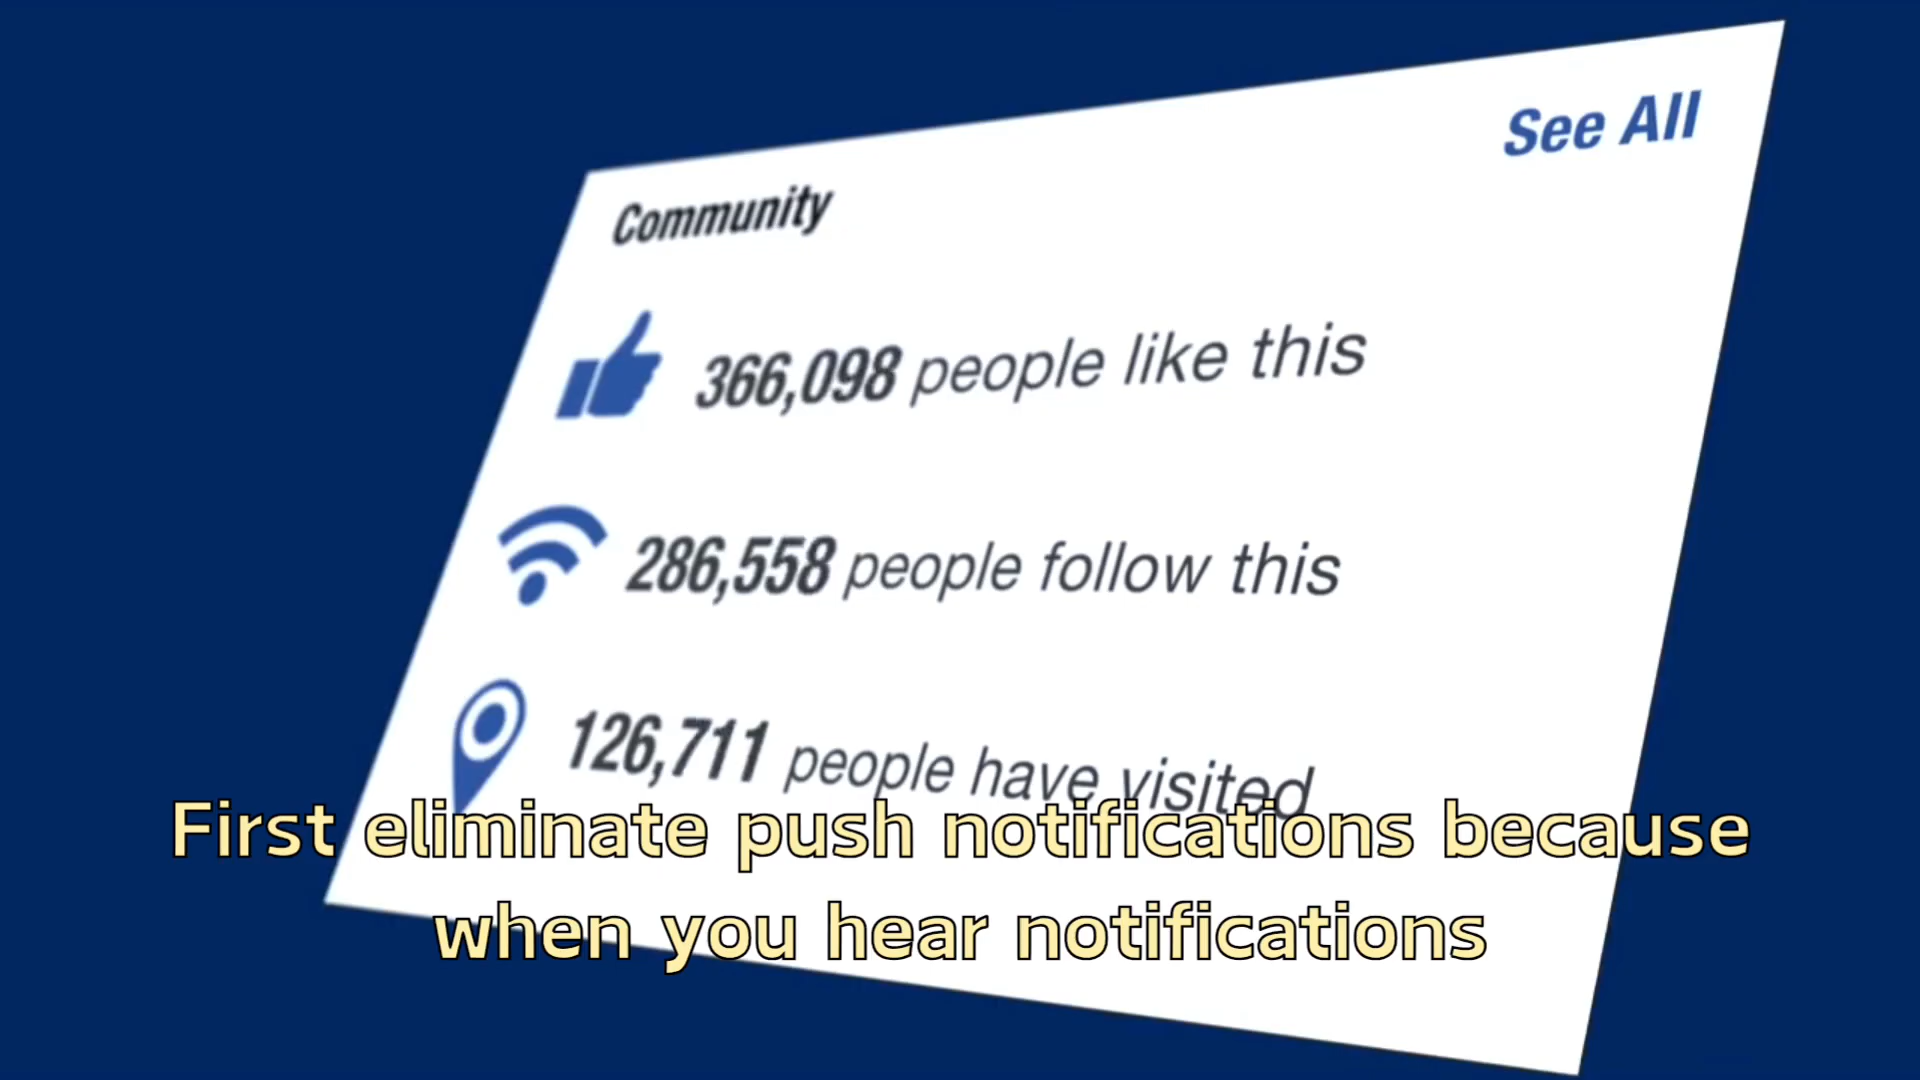 See All
Community
366,098 people like this
286,558 people follow this
126,711 people have visited
First eliminate push notifications because
when you hear notifications